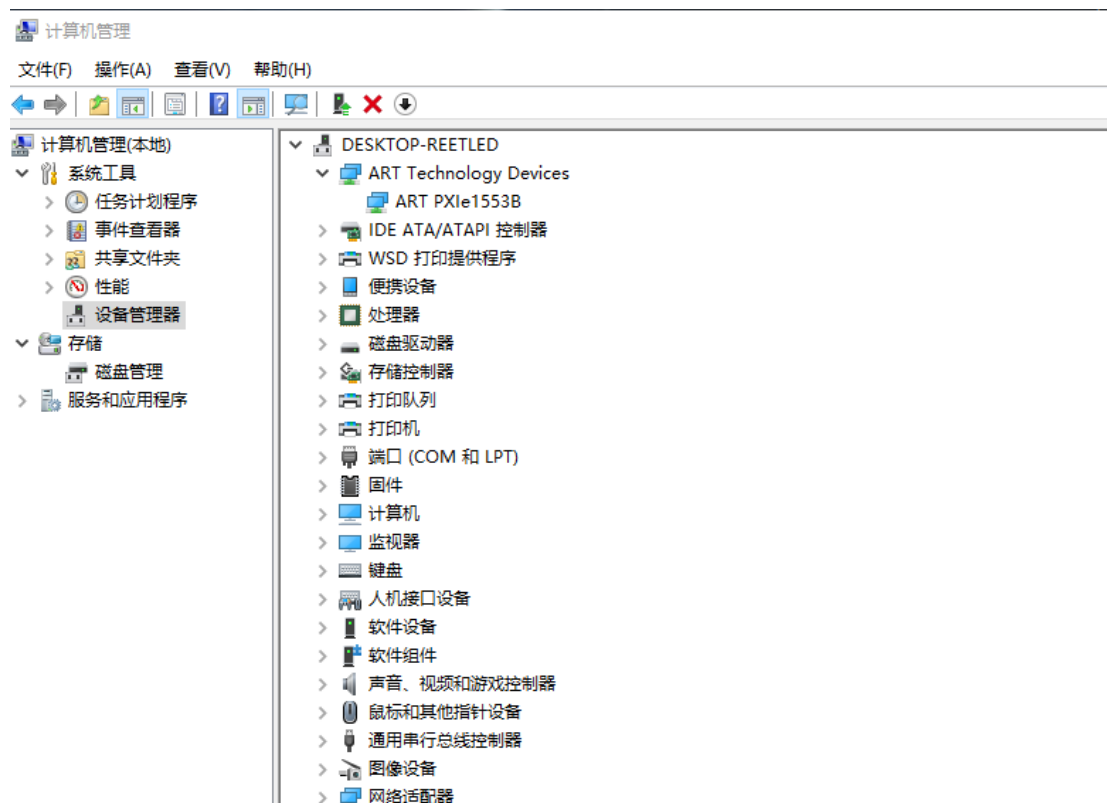 计算机管理
文件(F) 操作(A) 查看(V) 帮助(H)
计算机管理(本地)
系统工具
任务计划程序
事件查看器
共享文件夹
性能
设备管理器
存储
磁盘管理
服务和应用程序
DESKTOP-REETLED
ART Technology Devices
ART PXIe1553B
IDE ATA/ATAPI 控制器
WSD 打印提供程序
便携设备
处理器
磁盘驱动器
存储控制器
打印队列
打印机
端口 (COM 和 LPT)
固件
计算机
监视器
键盘
人机接口设备
软件设备
软件组件
声音、视频和游戏控制器
鼠标和其他指针设备
通用串行总线控制器
图像设备
网络适配器